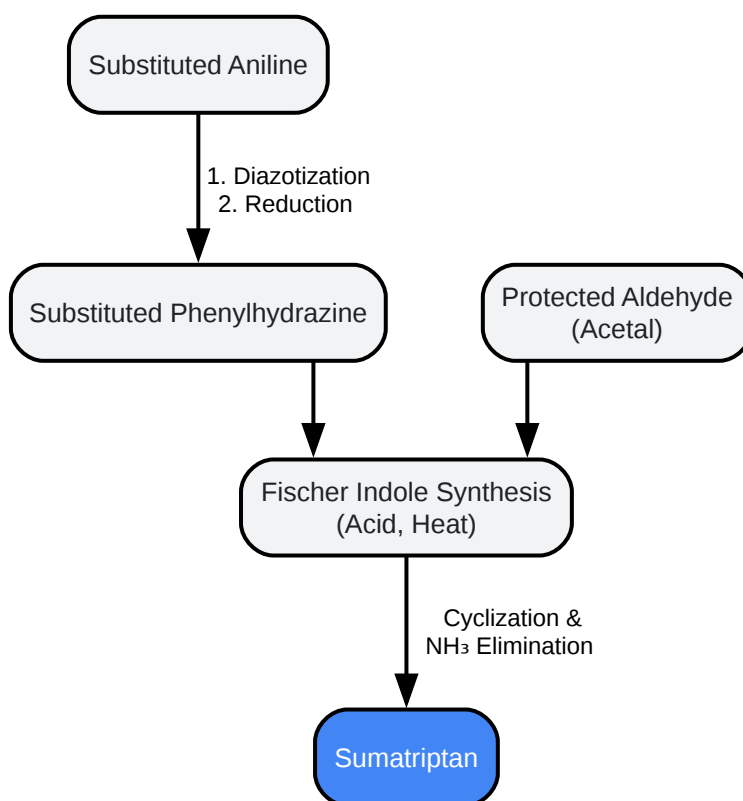 Substituted Aniline
1. Diazotization
2. Reduction
Substituted Phenylhydrazine
Protected Aldehyde
(Acetal)
Fischer Indole Synthesis
(Acid, Heat)
Cyclization &
NH₃ Elimination
Sumatriptan